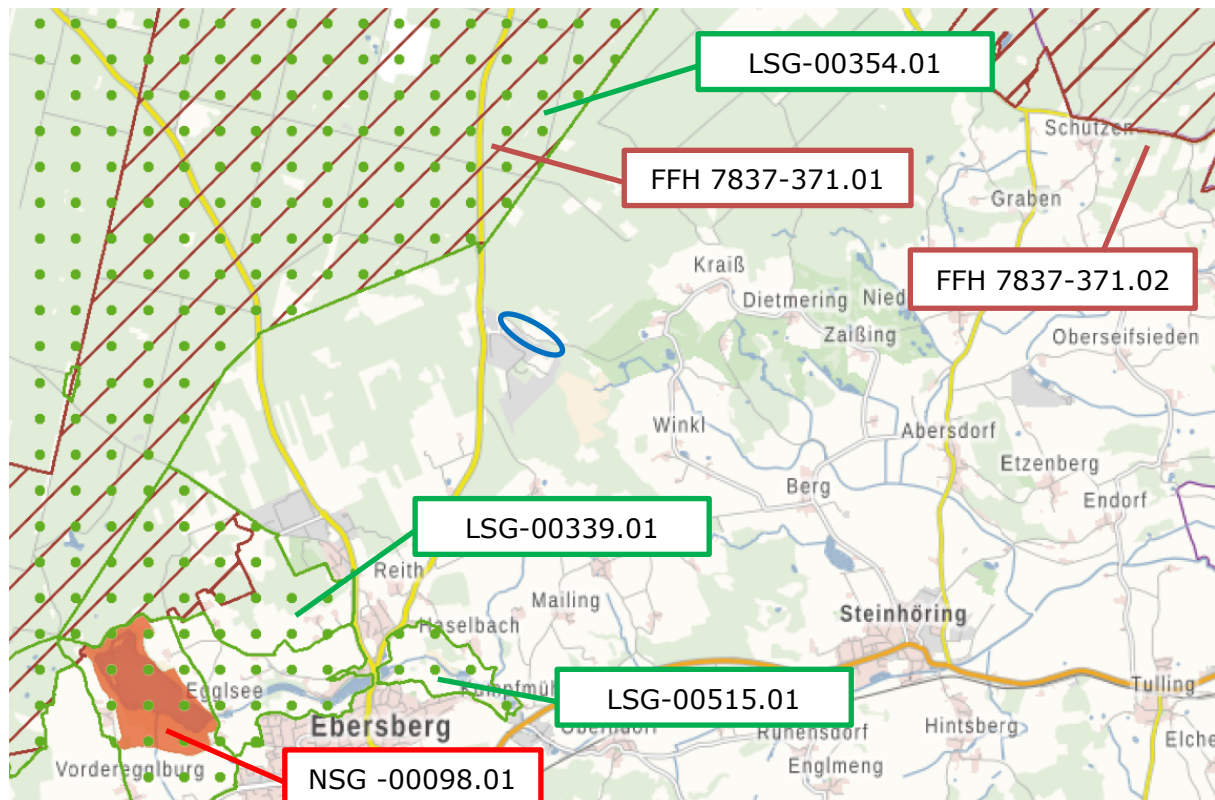 LSG-00354.01
Schützen
FFH 7837-371.01
Graben
Kraiß
FFH 7837-371.02
Dietmering
Nied
Zaißing
Oberseifsieden
Winkl
Abersdorf
Etzenberg
Berg
Endorf
LSG-00339.01
Reith
Mailing
Steinhöring
Haselbach
Egglsee
LSG-00515.01
Tulling
Ebersberg
Hintsberg
Elche
Vorderegglburg
NSG -00098.01
Englmeng